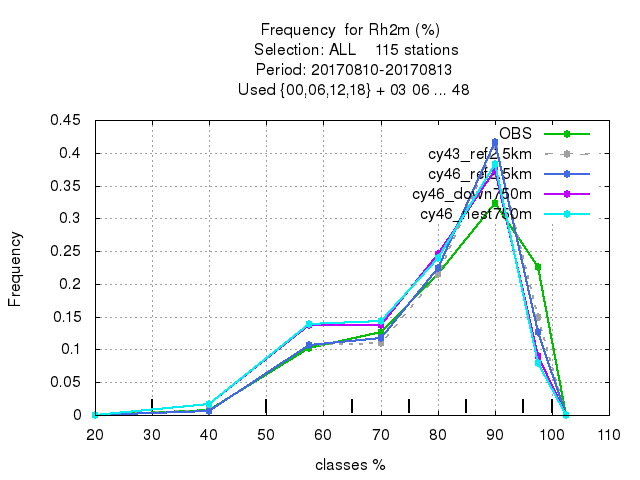 Frequency for Rh2m (%)
Selection: ALL 115 stations
Period: 20170810-20170813
Used {00,06,12,18} + 03 06 ... 48
0.45
0.4
0.35
0.3
0.25
0.2
0.15
0.1
0.05
0
Frequency
OBS
cy43_ref2.5km
cy46_ref2.5km
cy46_down750m
cy46_nest750m
20 30 40 50 60 70 80 90 100 110
classes %